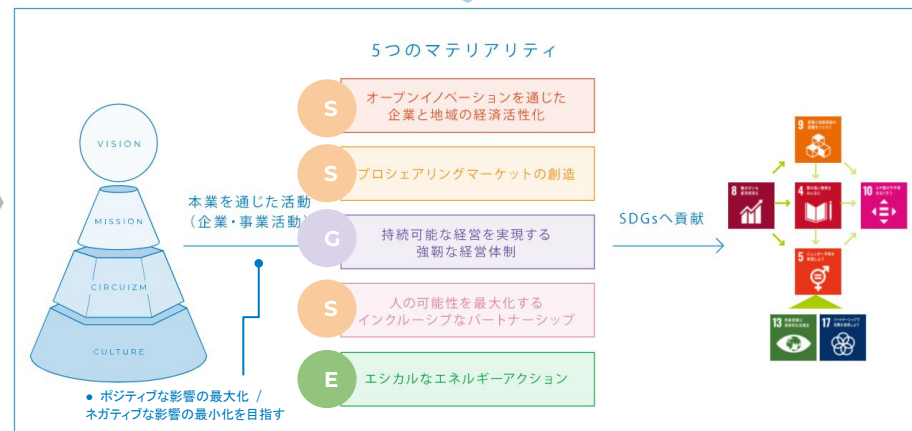 5つのマテリアリティ
VISION
MISSION
CIRCUIZM
CULTURE
本業を通じた活動
(企業・事業活動)
● ポジティブな影響の最大化 /
ネガティブな影響の最小化を目指す
S
オープンイノベーションを通じた
企業と地域の経済活性化
S
プロシェアリングマーケットの創造
G
持続可能な経営を実現する
強靭な経営体制
S
人の可能性を最大化する
インクルーシブなパートナーシップ
E
エシカルなエネルギーアクション
SDGsへ貢献
9
8
4
10
5
13
17